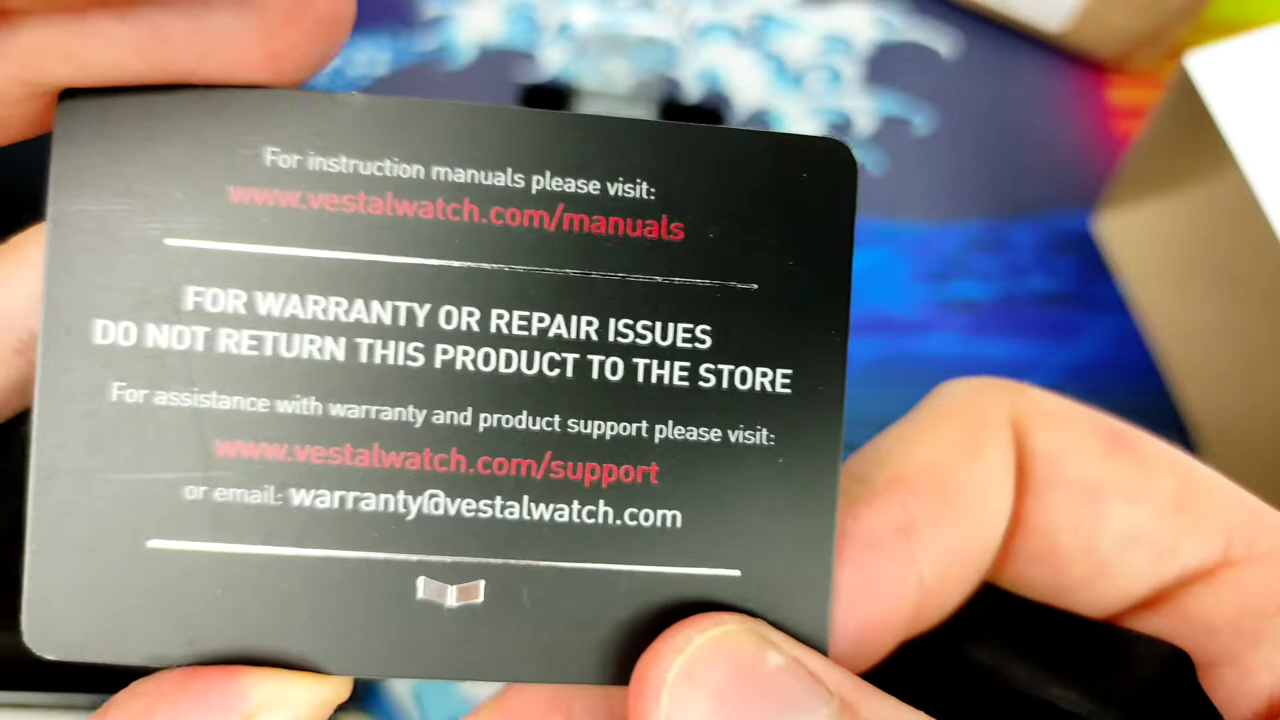 For instruction manuals please visit:
www.vestalwatch.com/manuals
FOR WARRANTY OR REPAIR ISSUES
DO NOT RETURN THIS PRODUCT TO THE STORE
For assistance with warranty and product support please visit:
www.vestalwatch.com/support
or email: warranty@vestalwatch.com